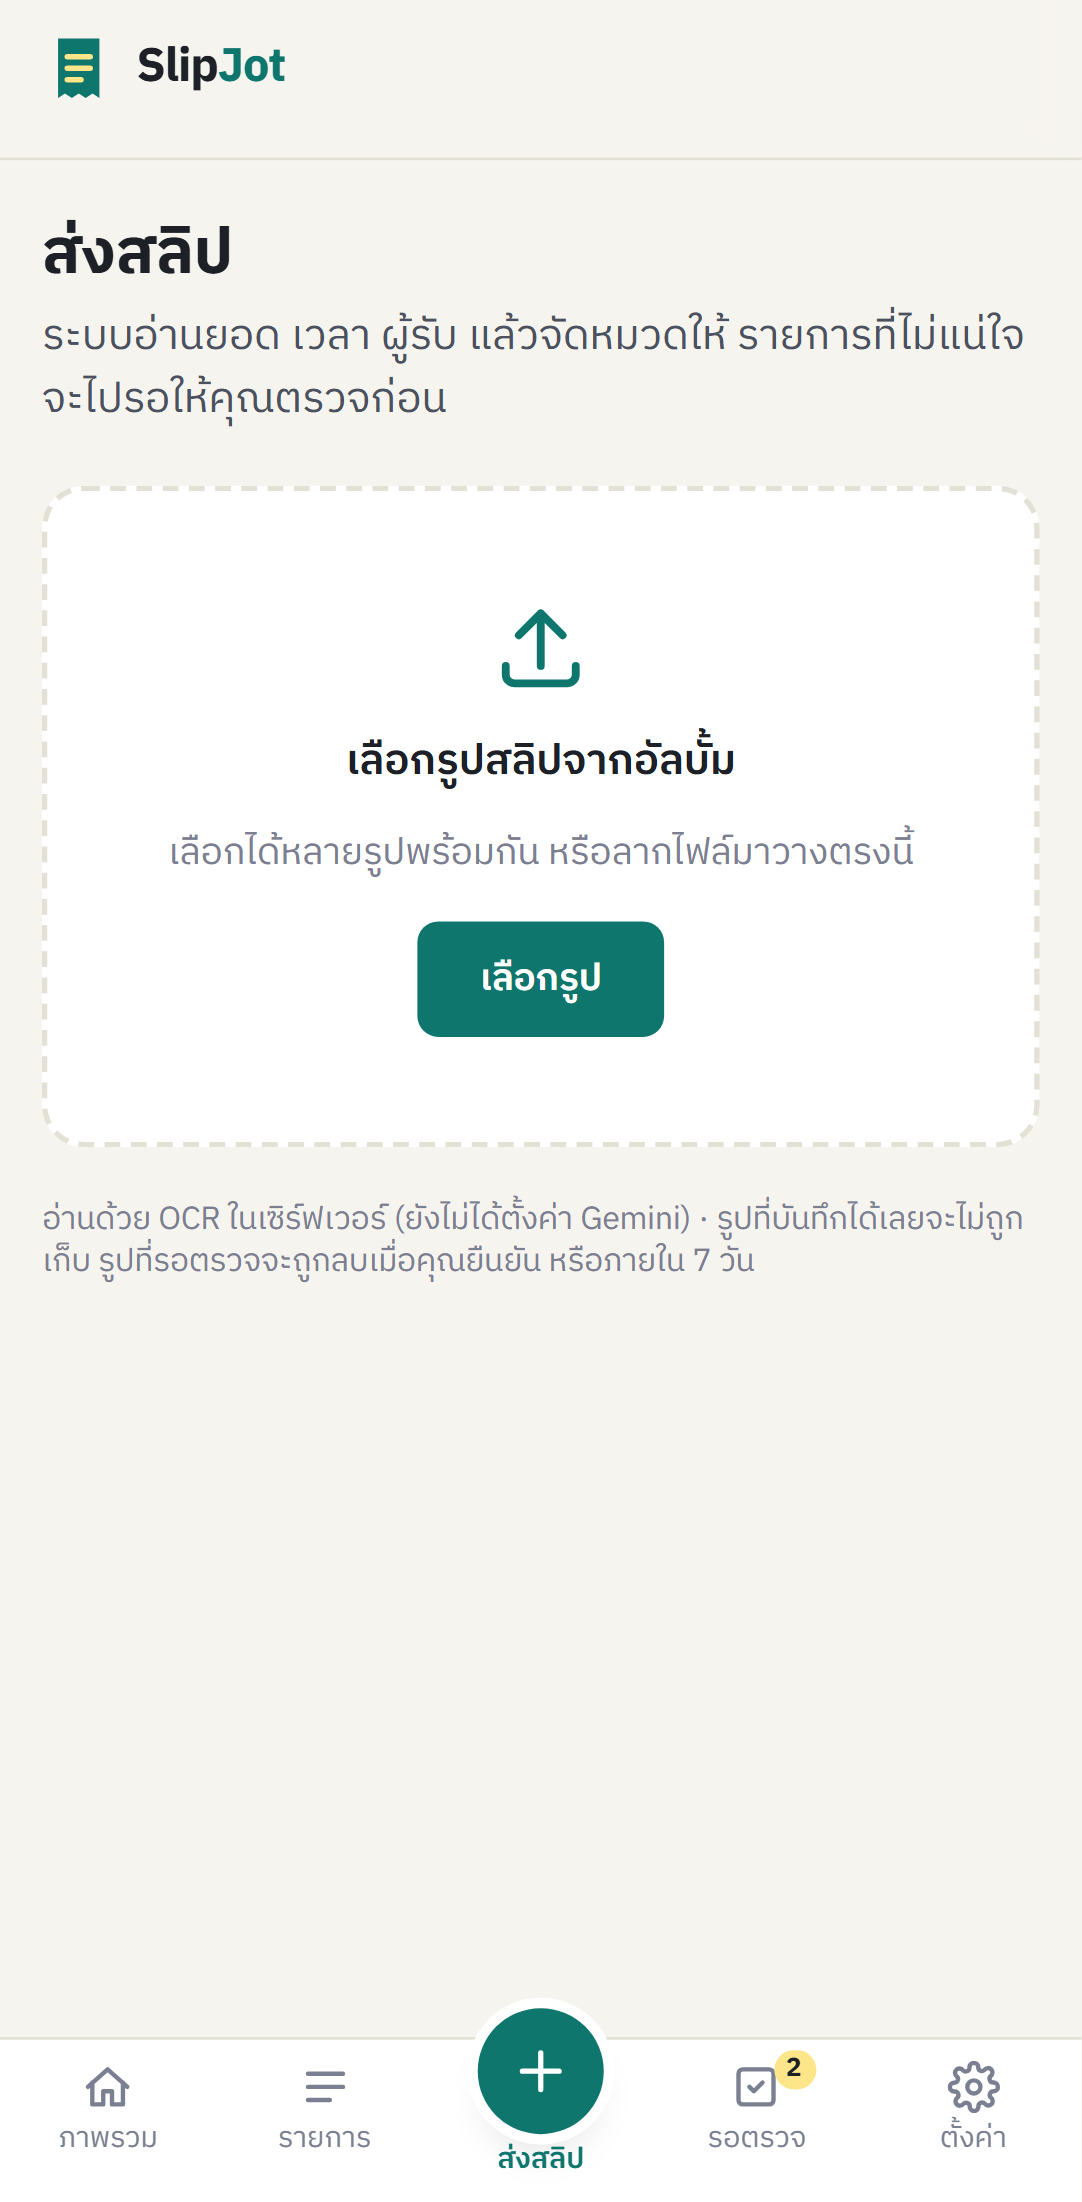 SlipJot
ส่งสลิป
ระบบอ่านยอด เวลา ผู้รับ แล้วจัดหมวดให้ รายการที่ไม่แน่ใจ
จะไปรอให้คุณตรวจก่อน
เลือกรูปสลิปจากอัลบั้ม
เลือกได้หลายรูปพร้อมกัน หรือลากไฟล์มาวางตรงนี้
เลือกรูป
อ่านด้วย OCR ในเซิร์ฟเวอร์ (ยังไม่ได้ตั้งค่า Gemini) · รูปที่บันทึกได้เลยจะไม่ถูก
เก็บ รูปที่รอตรวจจะถูกลบเมื่อคุณยืนยัน หรือภายใน 7 วัน
2
ภาพรวม
รายการ
ส่งสลิป
รอตรวจ
ตั้งค่า